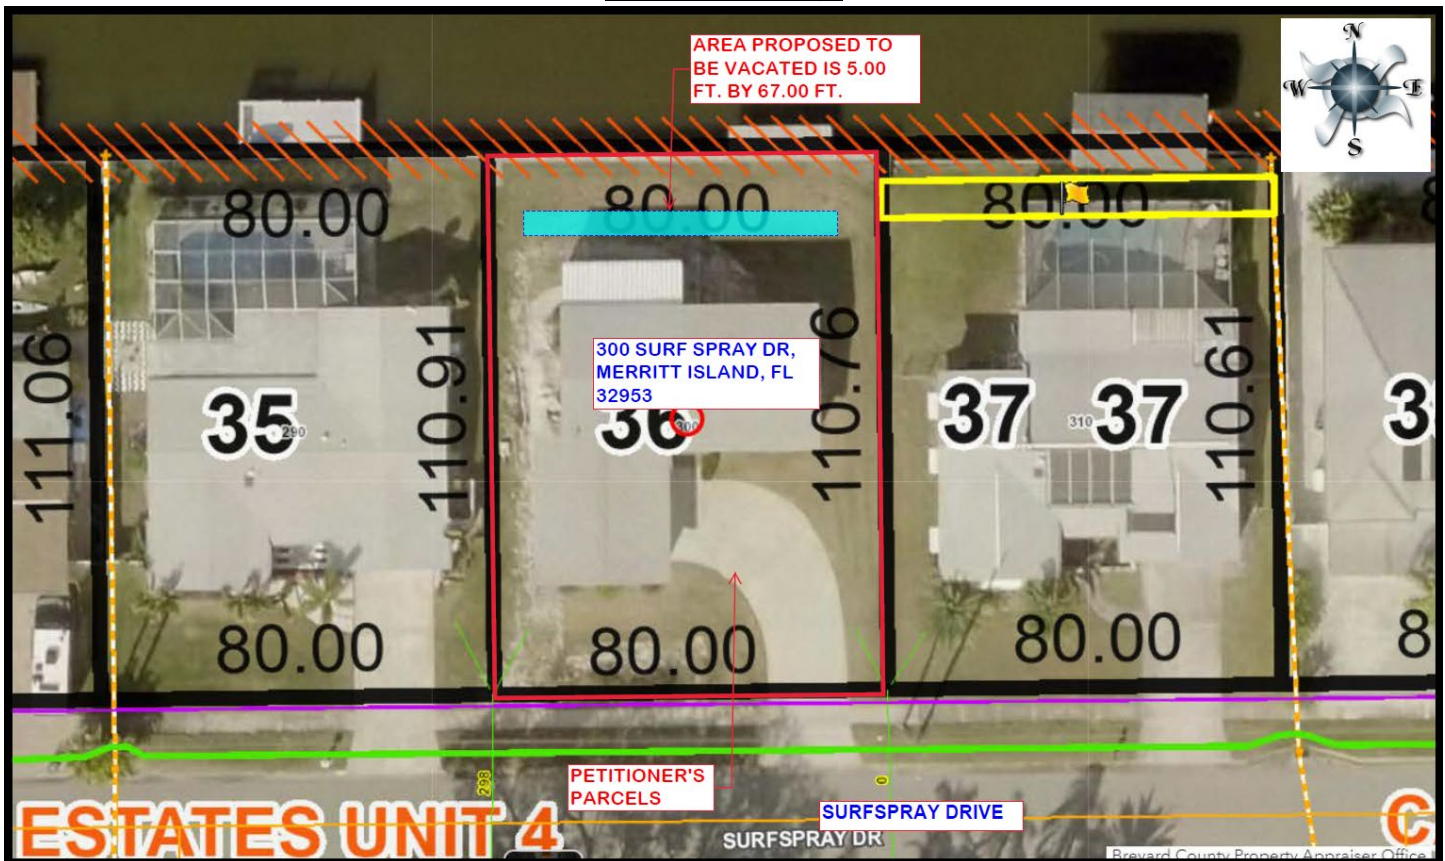 N
W E
S
AREA PROPOSED TO
BE VACATED IS 5.00
FT. BY 67.00 FT.
80.00
80.00
80.00
111.06
110.91
110.76
110.61
300 SURF SPRAY DR,
MERRITT ISLAND, FL
32953
35
290
36
300
37
310
37
3
80.00
80.00
80.00
8
PETITIONER'S
PARCELS
298
0
SURFSPRAY DRIVE
ESTATES UNIT 4
SURFSPRAY DR
C
Brevard County Property Appraiser Office